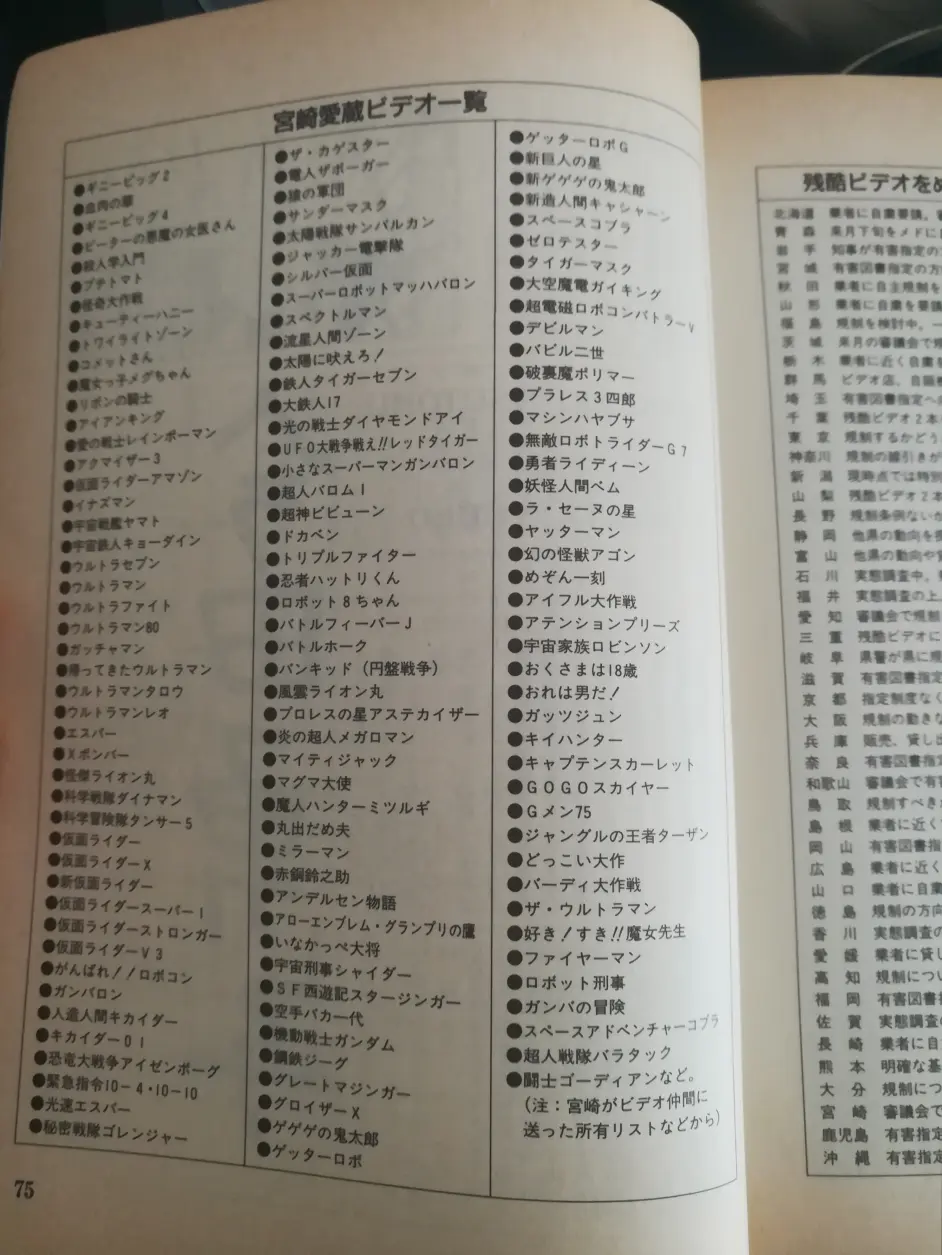 宮崎愛蔵ビデオ一覧
●ギニーピッグ2
●血肉の華
●ギニーピッグ4
●ピーターの悪魔の女医さん
●殺人学入門
●プチトマト
●怪奇大作戦
●キューティーハニー
●トワイライトゾーン
●コメットさん
●魔女っ子メグちゃん
●リボンの騎士
●アイアンキング
●愛の戦士レインボーマン
●アクマイザー3
●仮面ライダーアマゾン
●イナズマン
●宇宙戦艦ヤマト
●宇宙鉄人キョーダイン
●ウルトラセブン
●ウルトラマン
●ウルトラファイト
●ウルトラマン80
●ガッチャマン
●帰ってきたウルトラマン
●ウルトラマンタロウ
●ウルトラマンレオ
●エスパー
●Xボンバー
●怪傑ライオン丸
●科学戦隊ダイナマン
●科学冒険隊タンサー5
●仮面ライダー
●仮面ライダーX
●新仮面ライダー
●仮面ライダースーパー1
●仮面ライダーストロンガー
●仮面ライダーV3
●がんばれ!!ロボコン
●ガンバロン
●人造人間キカイダー
●キカイダー01
●恐竜大戦争アイゼンボーグ
●緊急指令10-4・10-10
●光速エスパー
●秘密戦隊ゴレンジャー
●ザ・カゲスター
●電人ザボーガー
●猿の軍団
●サンダーマスク
●太陽戦隊サンバルカン
●ジャッカー電撃隊
●シルバー仮面
●スーパーロボットマッハバロン
●スペクトルマン
●流星人間ゾーン
●太陽に吠えろ!
●鉄人タイガーセブン
●大鉄人17
●光の戦士ダイヤモンドアイ
●UFO大戦争戦え!!レッドタイガー
●小さなスーパーマンガンバロン
●超人バロム1
●超神ビビューン
●ドカベン
●トリプルファイター
●忍者ハットリくん
●ロボット8ちゃん
●バトルフィーバーJ
●バトルホーク
●バンキッド(円盤戦争)
●風雲ライオン丸
●プロレスの星アステカイザー
●炎の超人メガロマン
●マイティジャック
●マグマ大使
●魔人ハンターミツルギ
●丸出だめ夫
●ミラーマン
●赤銅鈴之助
●アンデルセン物語
●アローエンブレム・グランプリの鷹
●いなかっぺ大将
●宇宙刑事シャイダー
●SF西遊記スタージンガー
●空手バカ一代
●機動戦士ガンダム
●鋼鉄ジーグ
●グレートマジンガー
●グロイザーX
●ゲゲゲの鬼太郎
●ゲッターロボ
●ゲッターロボG
●新巨人の星
●新ゲゲゲの鬼太郎
●新造人間キャシャーン
●スペースコブラ
●ゼロテスター
●タイガーマスク
●大空魔竜ガイキング
●超電磁ロボコンバトラーV
●デビルマン
●バビル二世
●破裏魔ポリマー
●プラレス3四郎
●マシンハヤブサ
●無敵ロボトライダーG7
●勇者ライディーン
●妖怪人間ベム
●ラ・セーヌの星
●ヤッターマン
●幻の怪獣アゴン
●めぞん一刻
●アイフル大作戦
●アテンションプリーズ
●宇宙家族ロビンソン
●おくさまは18歳
●おれは男だ!
●ガッツジュン
●キイハンター
●キャプテンスカーレット
●GOGOスカイヤー
●Gメン75
●ジャングルの王者ターザン
●どっこい大作
●バーディ大作戦
●ザ・ウルトラマン
●好き!すき!!魔女先生
●ファイヤーマン
●ロボット刑事
●ガンバの冒険
●スペースアドベンチャーコブラ
●超人戦隊バラタック
●闘士ゴーディアンなど。
(注:宮崎がビデオ仲間に
送った所有リストなどから)
75
残酷ビデオを
北海道 業者に自粛要請。
青森 来月下旬をメドに
岩手 知事が有害指定の
宮城 有害図書指定の方
秋田 業者に自主規制を
山形 業者に自粛を要請
福島 規制を検討中。一
茨城 来月の審議会で規
栃木 業者に近く自粛
群馬 ビデオ店、自販機
埼玉 有害図書指定へ
千葉 残酷ビデオ2本
東京 規制するかどう
神奈川 規制の線引きが
新潟 現時点では特別
山梨 残酷ビデオ2本
長野 規制条例ないが
静岡 他県の動向を
富山 他県の動向や
石川 実態調査中。
福井 実態調査の上
愛知 審議会で規制
三重 残酷ビデオに
岐阜 県警が県に規
滋賀 有害図書指定
京都 指定制度なく
大阪 規制の動きな
兵庫 販売、貸し出
奈良 有害図書指定
和歌山 審議会で有
鳥取 規制すべき
島根 業者に近く
岡山 有害図書指
広島 業者に近く
山口 業者に自粛
徳島 規制の方向
香川 実態調査の
愛媛 業者に貸し
高知 規制につい
福岡 有害図書指
佐賀 実態調査の
長崎 業者に自
熊本 明確な基
大分 規制につ
宮崎 審議会で
鹿児島 有害指定
沖縄 有害指定